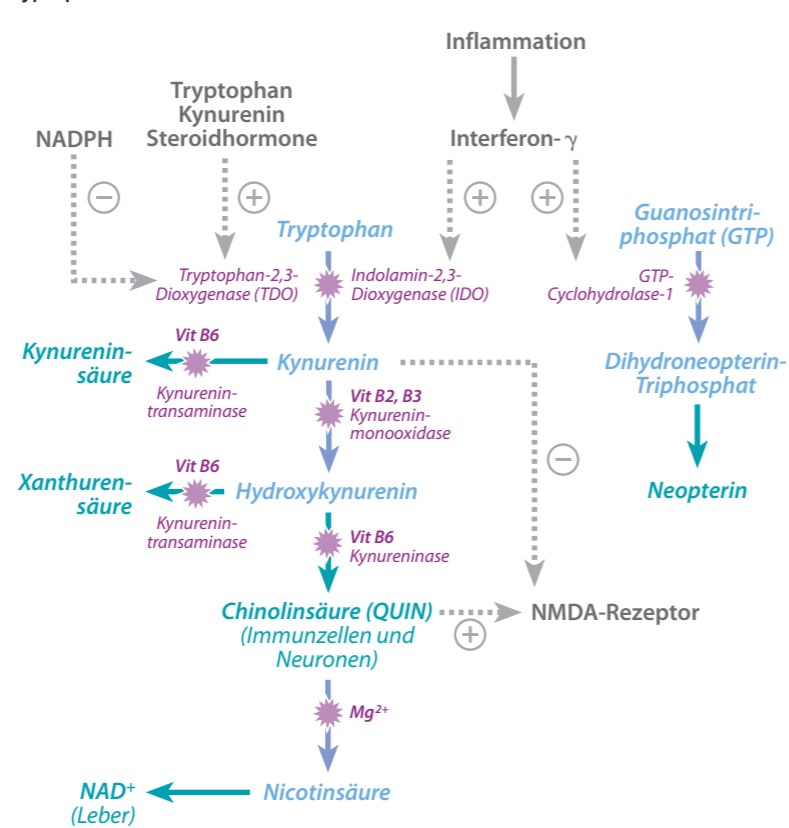 Inflammation
Tryptophan
Kynurenin
Steroidhormone
NADPH
Interferon-γ
−
+
+
+
Tryptophan
Guanosintri-
phosphat (GTP)
Tryptophan-2,3-
Dioxygenase (TDO)
Indolamin-2,3-
Dioxygenase (IDO)
GTP-
Cyclohydrolase-1
Kynurenin-
säure
Vit B6
Kynurenin-
transaminase
Kynurenin
Dihydroneopterin-
Triphosphat
Vit B2, B3
Kynurenin-
monooxidase
−
Xanthuren-
säure
Vit B6
Kynurenin-
transaminase
Hydroxykynurenin
Neopterin
Vit B6
Kynureninase
Chinolinsäure (QUIN)
(Immunzellen und
Neuronen)
+
NMDA-Rezeptor
Mg²⁺
NAD⁺
(Leber)
Nicotinsäure